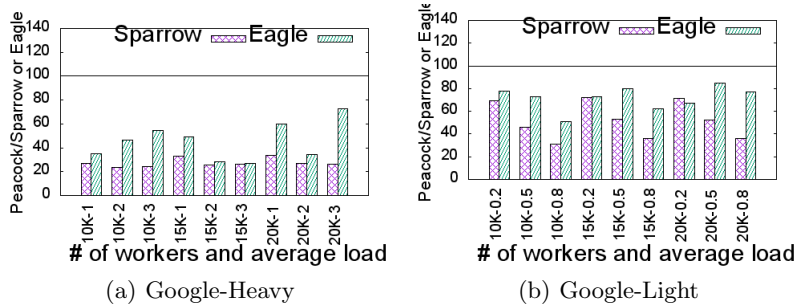 Peacock/Sparrow or Eagle
140
120
100
80
60
40
20
0
Sparrow
Eagle
10K-1
10K-2
10K-3
15K-1
15K-2
15K-3
20K-1
20K-2
20K-3
# of workers and average load
(a) Google-Heavy
Peacock/Sparrow or Eagle
140
120
100
80
60
40
20
0
Sparrow
Eagle
10K-0.2
10K-0.5
10K-0.8
15K-0.2
15K-0.5
15K-0.8
20K-0.2
20K-0.5
20K-0.8
# of workers and average load
(b) Google-Light